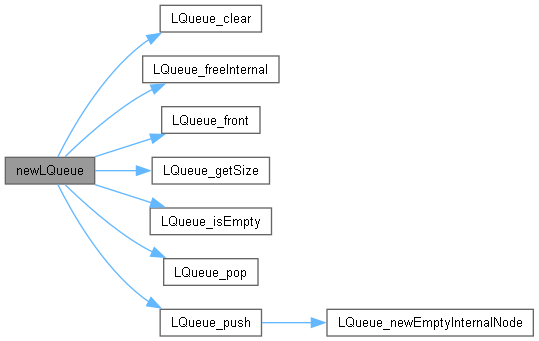 LQueue_clear
LQueue_freeInternal
LQueue_front
newLQueue
LQueue_getSize
LQueue_isEmpty
LQueue_pop
LQueue_push
LQueue_newEmptyInternalNode